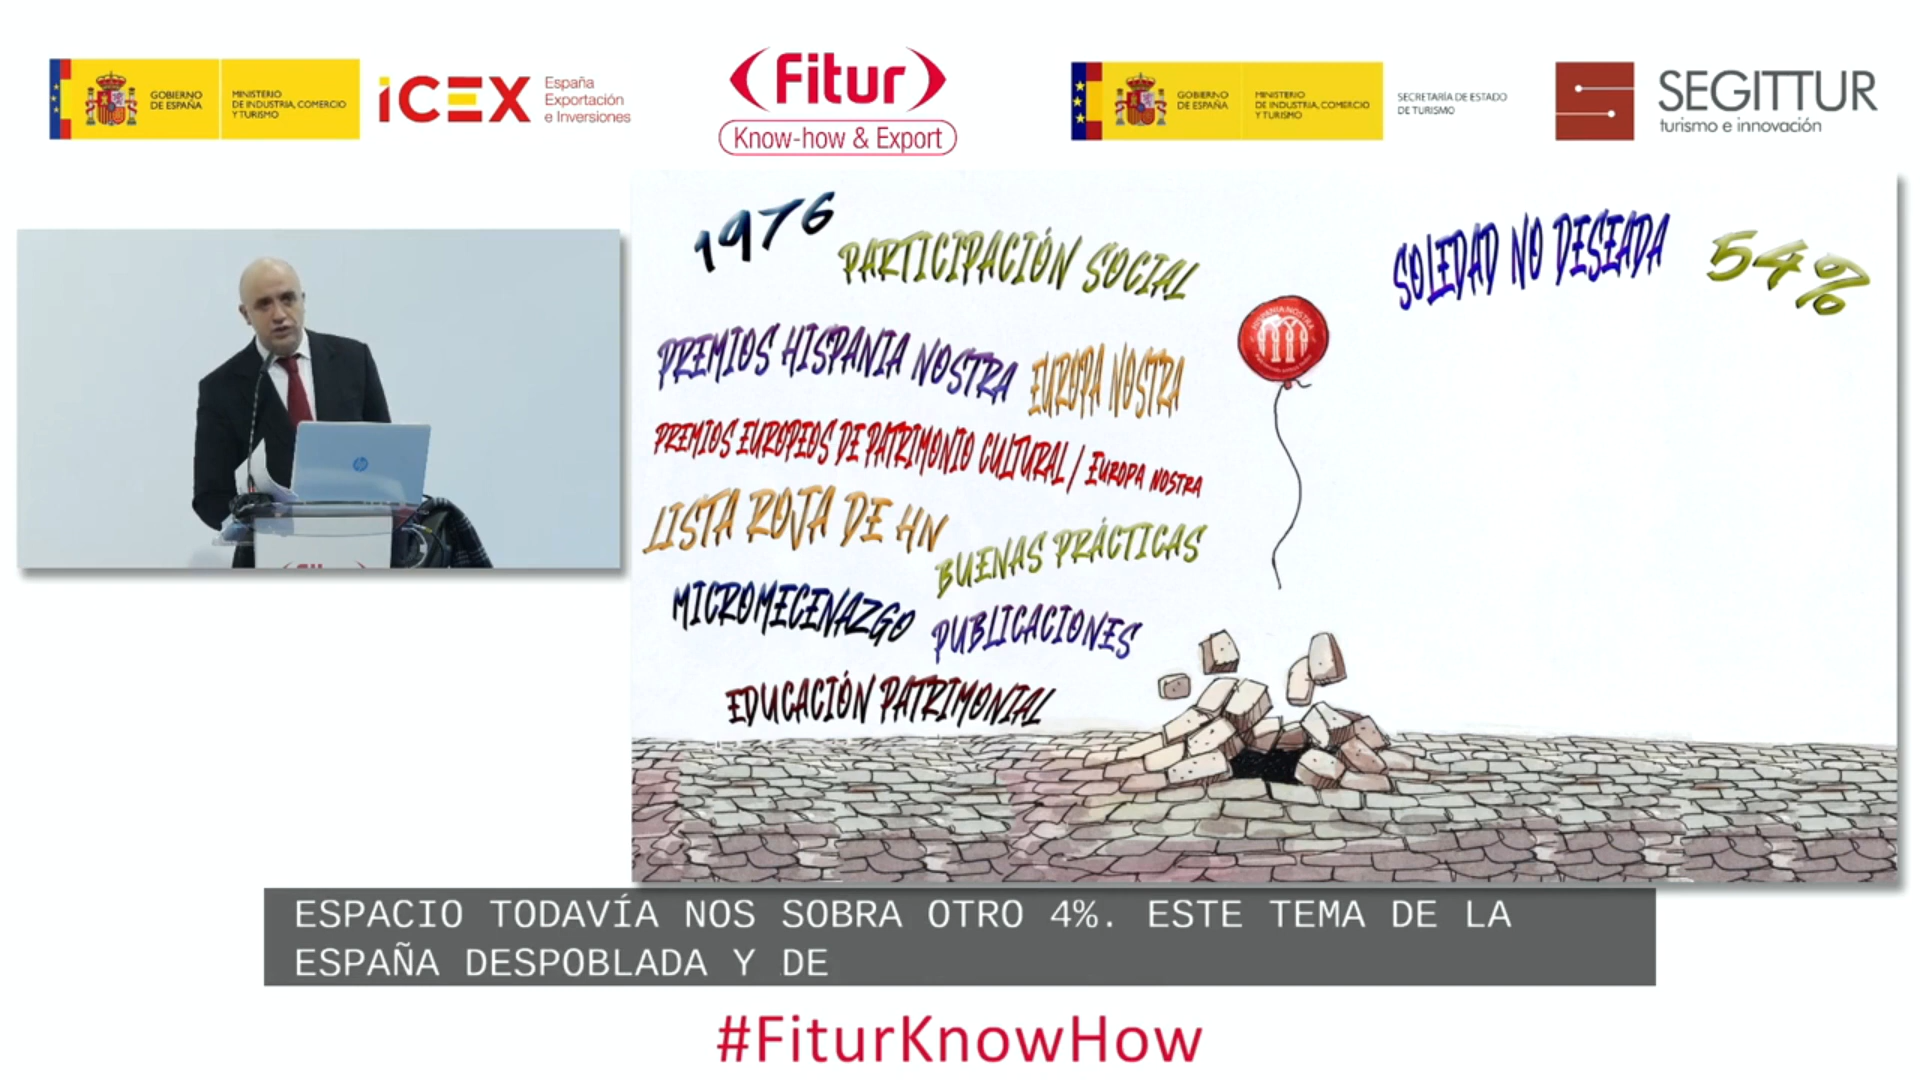 GOBIERNO
DE ESPAÑA
MINISTERIO
DE INDUSTRIA, COMERCIO
Y TURISMO
iCEX
España
Exportación
e Inversiones
Fitur
Know-how & Export
GOBIERNO
DE ESPAÑA
MINISTERIO
DE INDUSTRIA, COMERCIO
Y TURISMO
SECRETARÍA DE ESTADO
DE TURISMO
SEGITTUR
turismo e innovación
1976
PARTICIPACIÓN SOCIAL
SOLEDAD NO DESEADA
54%
PREMIOS HISPANIA NOSTRA
EUROPA NOSTRA
HISPANIA NOSTRA
PREMIOS EUROPEOS DE PATRIMONIO CULTURAL / EUROPA NOSTRA
LISTA ROJA DE HN
BUENAS PRÁCTICAS
MICROMECENAZGO
PUBLICACIONES
EDUCACIÓN PATRIMONIAL
hp
ESPACIO TODAVÍA NOS SOBRA OTRO 4%. ESTE TEMA DE LA
ESPAÑA DESPOBLADA Y DE
#FiturKnowHow